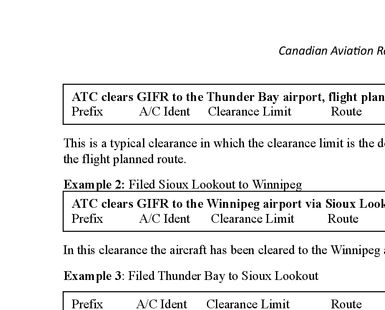 Canadian Aviation
ATC clears GIFR to the Thunder Bay airport, flight
Prefix A/C Ident Clearance Limit Route
This is a typical clearance in which the clearance limit is the
the flight planned route.
Example 2: Filed Sioux Lookout to Winnipeg
ATC clears GIFR to the Winnipeg airport via Sioux
Prefix A/C Ident Clearance Limit Route
In this clearance the aircraft has been cleared to the Winnipeg
Example 3: Filed Thunder Bay to Sioux Lookout
Prefix A/C Ident Clearance Limit Route